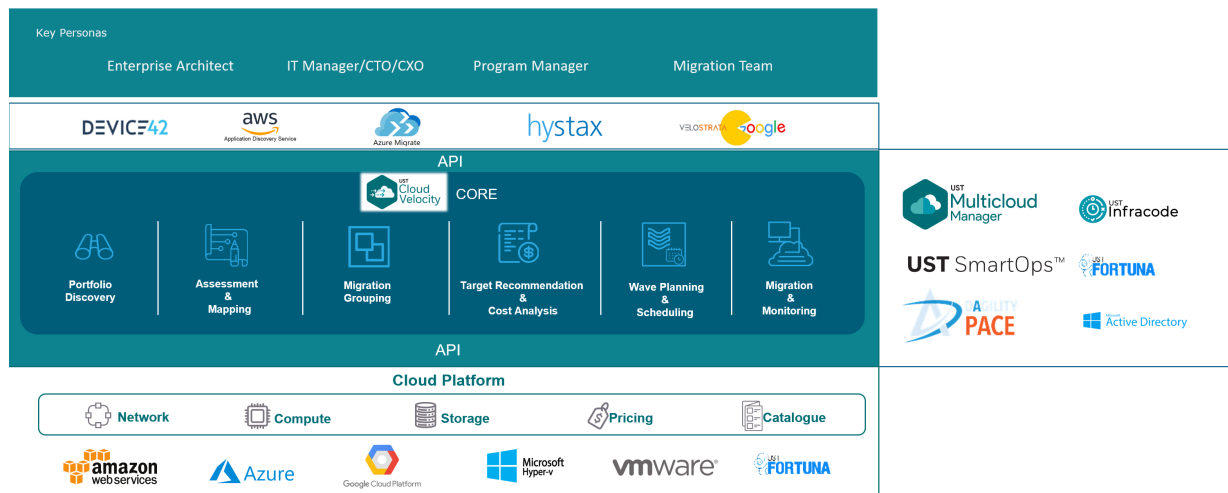 Key Personas
Enterprise Architect
IT Manager/CTO/CXO
Program Manager
Migration Team
DEVICE42
aws
Application Discovery Service
Azure Migrate
hystax
VELOSTRATA
Google
API
UST
Cloud
Velocity
CORE
Portfolio
Discovery
Assessment
&
Mapping
Migration
Grouping
Target Recommendation
&
Cost Analysis
Wave Planning
&
Scheduling
Migration
&
Monitoring
API
UST
Multicloud
Manager
UST
Infracode
UST SmartOps™
UST
FORTUNA
AGILITY
PACE
Microsoft
Active Directory
Cloud Platform
Network
Compute
Storage
Pricing
Catalogue
amazon
web services
Azure
Google Cloud Platform
Microsoft
Hyper-v
vmware®
UST
FORTUNA